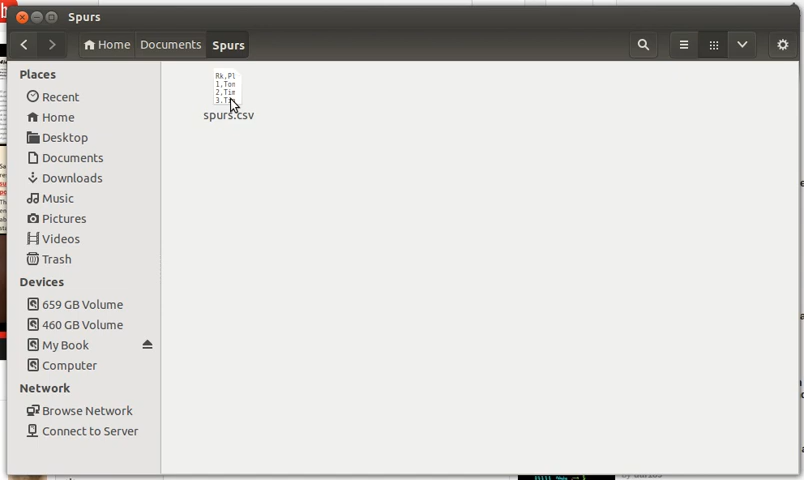 Spurs
Home Documents Spurs
Places
Recent
Home
Desktop
Documents
Downloads
Music
Pictures
Videos
Trash
Devices
659 GB Volume
460 GB Volume
My Book
Computer
Network
Browse Network
Connect to Server
Rk,Pl
1,Ton
2,Tim
3.T
spurs.csv